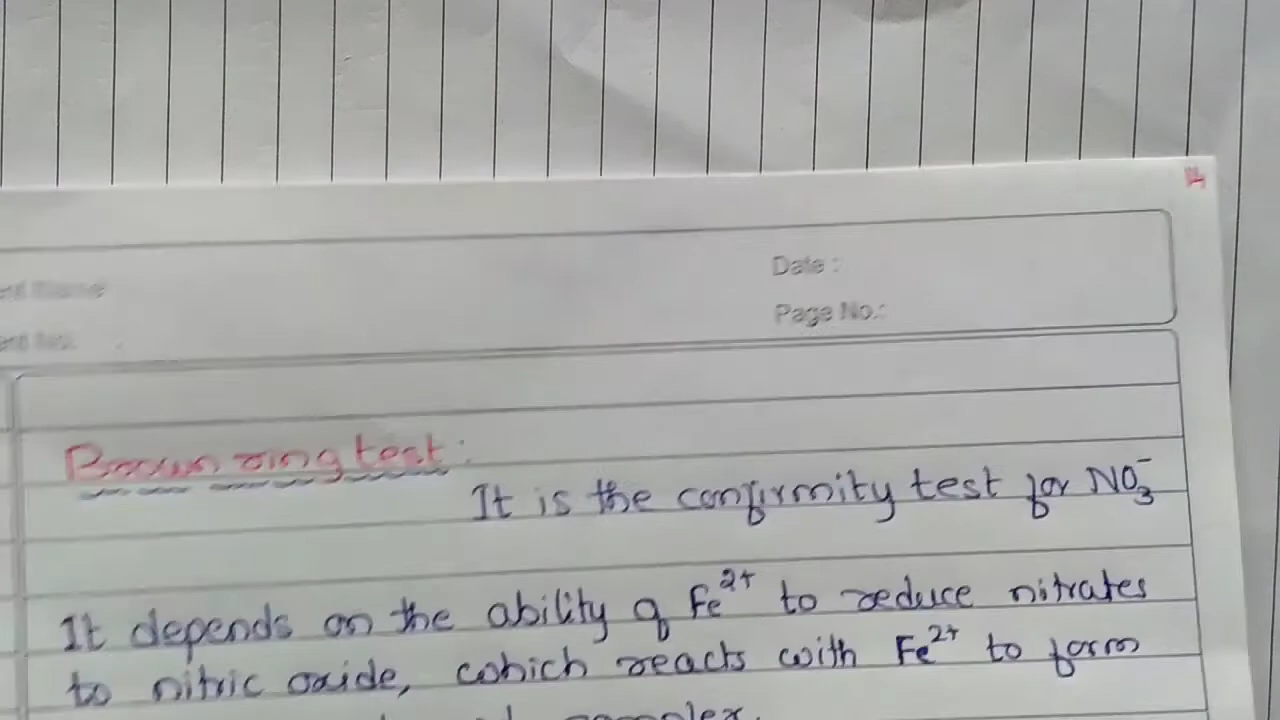 Date :
Page No.:
Brown ring test :
It is the confirmity test for NO₃⁻
It depends on the ability of Fe²⁺ to reduce nitrates
to nitric oxide, which reacts with Fe²⁺ to form
complex.